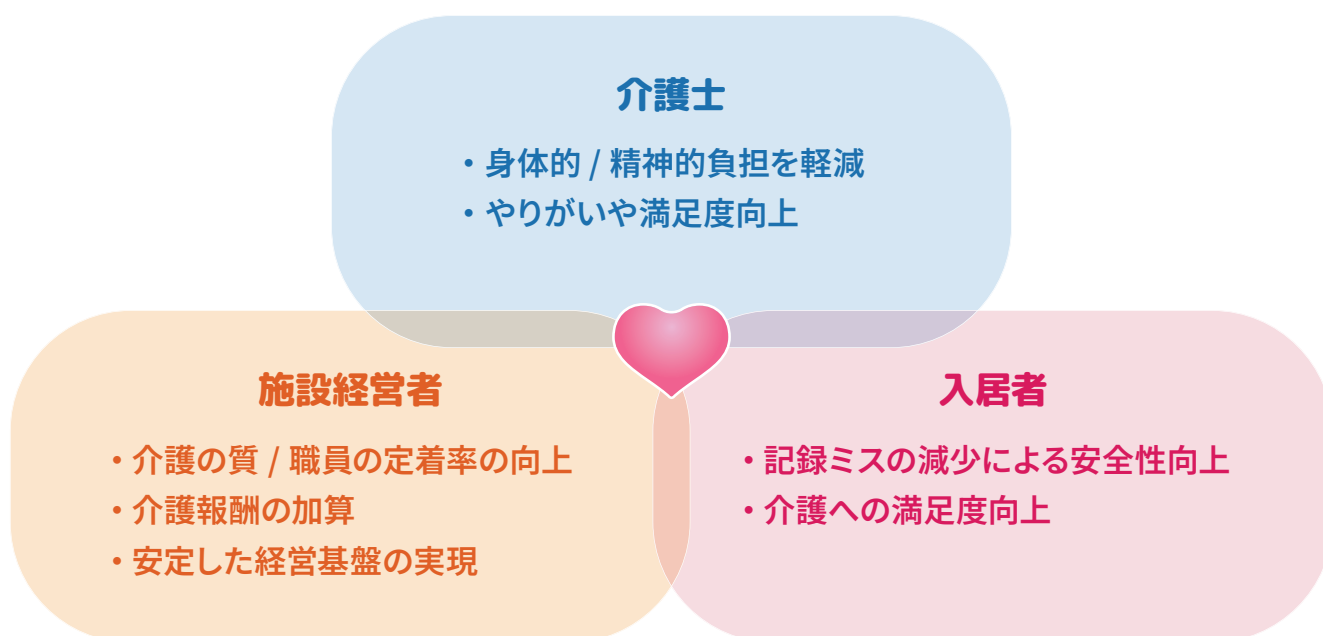 介護士
・身体的 / 精神的負担を軽減
・やりがいや満足度向上
施設経営者
・介護の質 / 職員の定着率の向上
・介護報酬の加算
・安定した経営基盤の実現
入居者
・記録ミスの減少による安全性向上
・介護への満足度向上